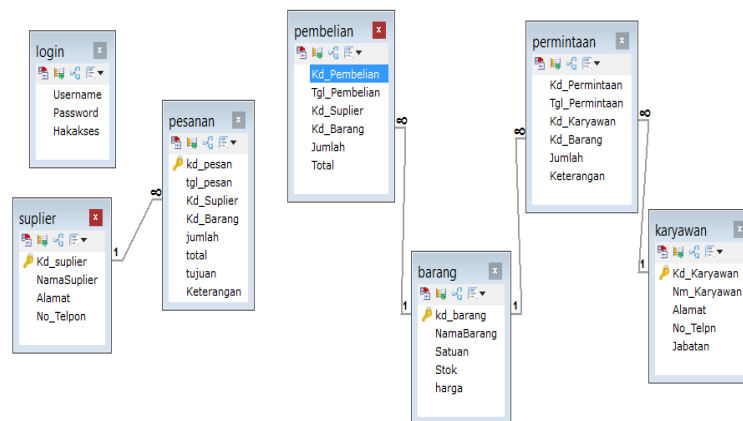 login
Username
Password
Hakakses
suplier
Kd_suplier
NamaSuplier
Alamat
No_Telpon
pesanan
kd_pesan
tgl_pesan
Kd_Suplier
Kd_Barang
jumlah
total
tujuan
Keterangan
pembelian
Kd_Pembelian
Tgl_Pembelian
Kd_Suplier
Kd_Barang
Jumlah
Total
barang
kd_barang
NamaBarang
Satuan
Stok
harga
permintaan
Kd_Permintaan
Tgl_Permintaan
Kd_Karyawan
Kd_Barang
Jumlah
Keterangan
karyawan
Kd_Karyawan
Nm_Karyawan
Alamat
No_Telpn
Jabatan
1
∞
∞
1
∞
1
∞
1